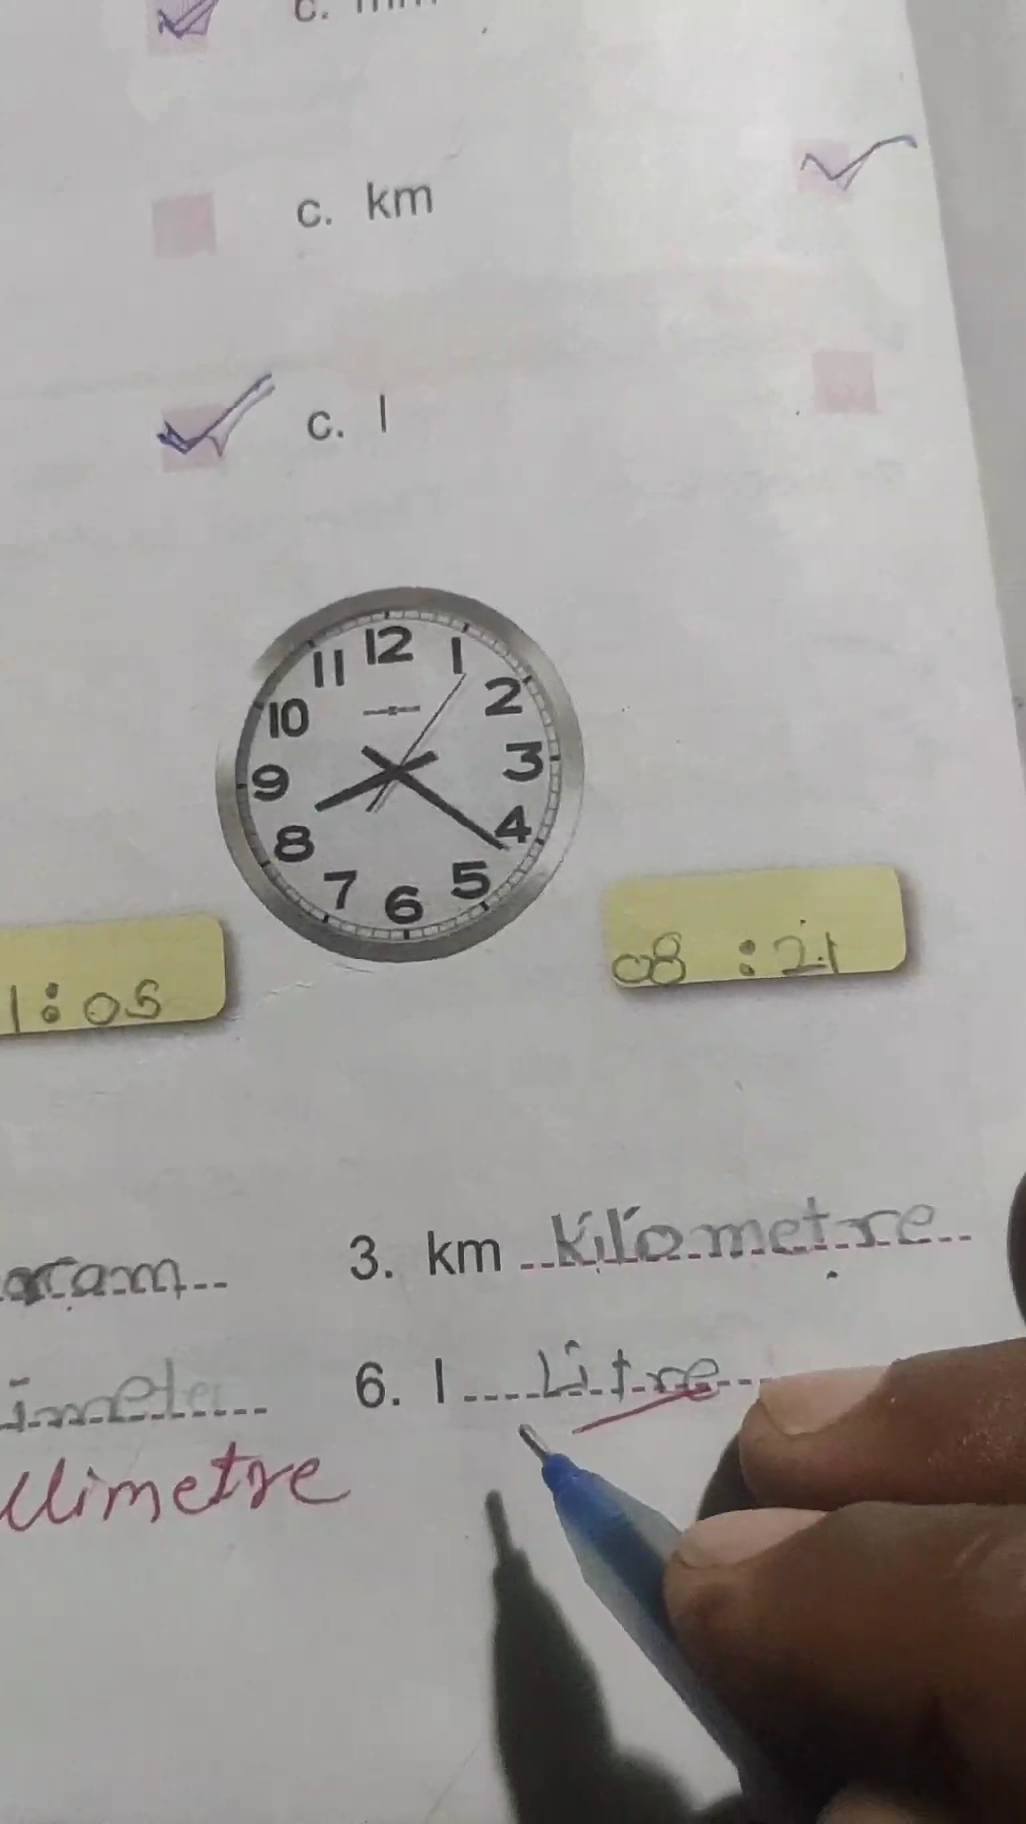 c. mm
c. km
c. l
12
11 1
10 2
9 3
8 4
7 5
6
1:05
08 :21
3. km kilometre
6. l Litre
llimetre